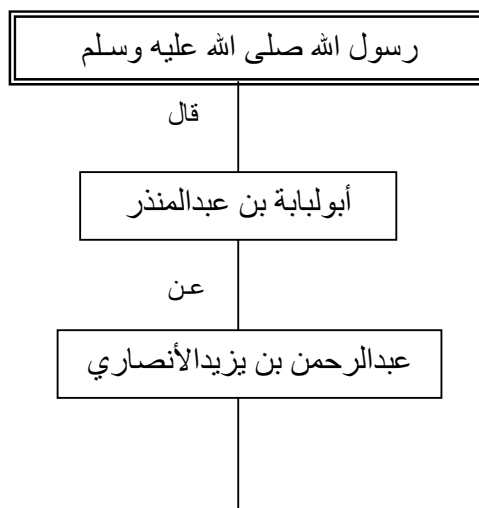 رسول الله صلى الله عليه وسلم
قال
أبولبابة بن عبدالمنذر
عن
عبدالرحمن بن يزيدالأنصاري